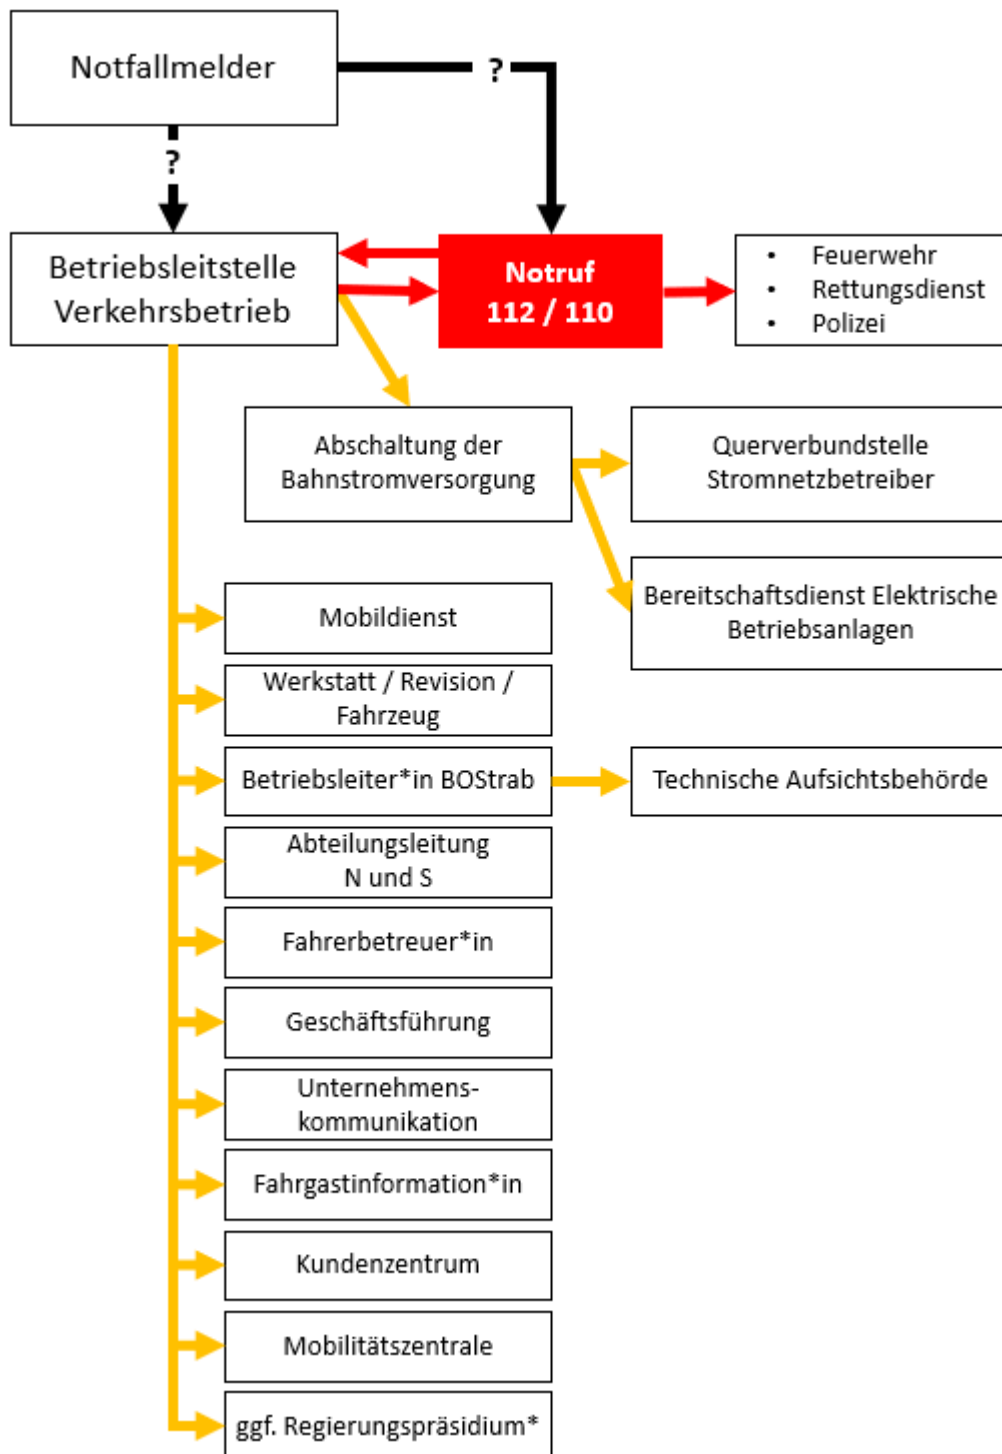 Notfallmelder
?
?
Betriebsleitstelle
Verkehrsbetrieb
Notruf
112 / 110
• Feuerwehr
• Rettungsdienst
• Polizei
Abschaltung der
Bahnstromversorgung
Querverbundstelle
Stromnetzbetreiber
Bereitschaftsdienst Elektrische
Betriebsanlagen
Mobildienst
Werkstatt / Revision /
Fahrzeug
Betriebsleiter*in BOStrab
Technische Aufsichtsbehörde
Abteilungsleitung
N und S
Fahrerbetreuer*in
Geschäftsführung
Unternehmens-
kommunikation
Fahrgastinformation*in
Kundenzentrum
Mobilitätszentrale
ggf. Regierungspräsidium*